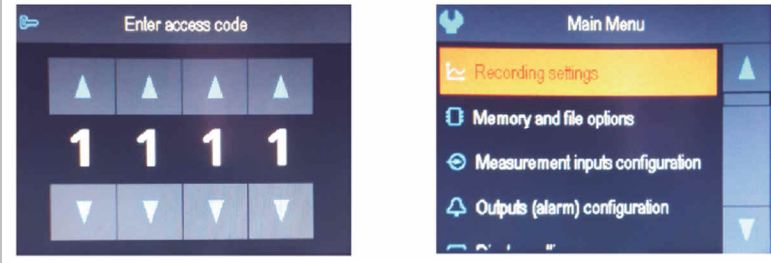 Enter access code
1 1 1 1
Main Menu
Recording settings
Memory and file options
Measurement inputs configuration
Outputs (alarm) configuration